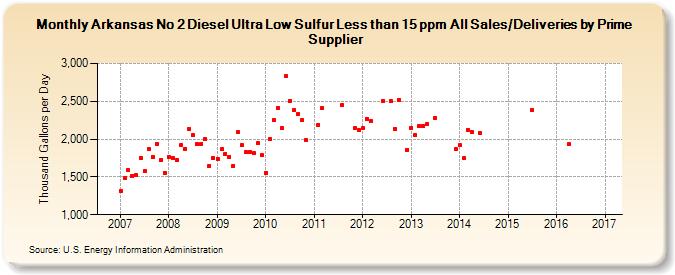 Monthly Arkansas No 2 Diesel Ultra Low Sulfur Less than 15 ppm All Sales/Deliveries by Prime
Supplier
Thousand Gallons per Day
3,000
2,500
2,000
1,500
1,000
2007 2008 2009 2010 2011 2012 2013 2014 2015 2016 2017
Source: U.S. Energy Information Administration